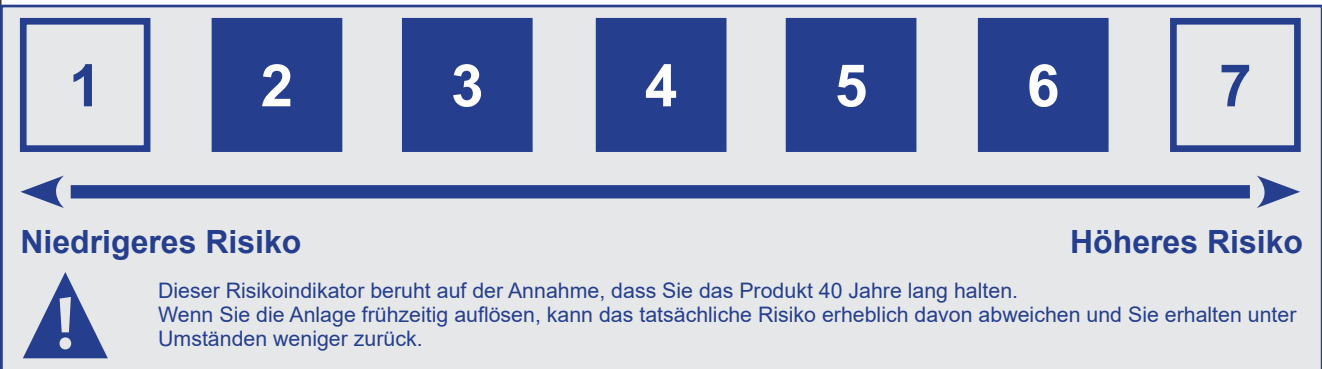 1 2 3 4 5 6 7
Niedrigeres Risiko Höheres Risiko
!
Dieser Risikoindikator beruht auf der Annahme, dass Sie das Produkt 40 Jahre lang halten.
Wenn Sie die Anlage frühzeitig auflösen, kann das tatsächliche Risiko erheblich davon abweichen und Sie erhalten unter
Umständen weniger zurück.